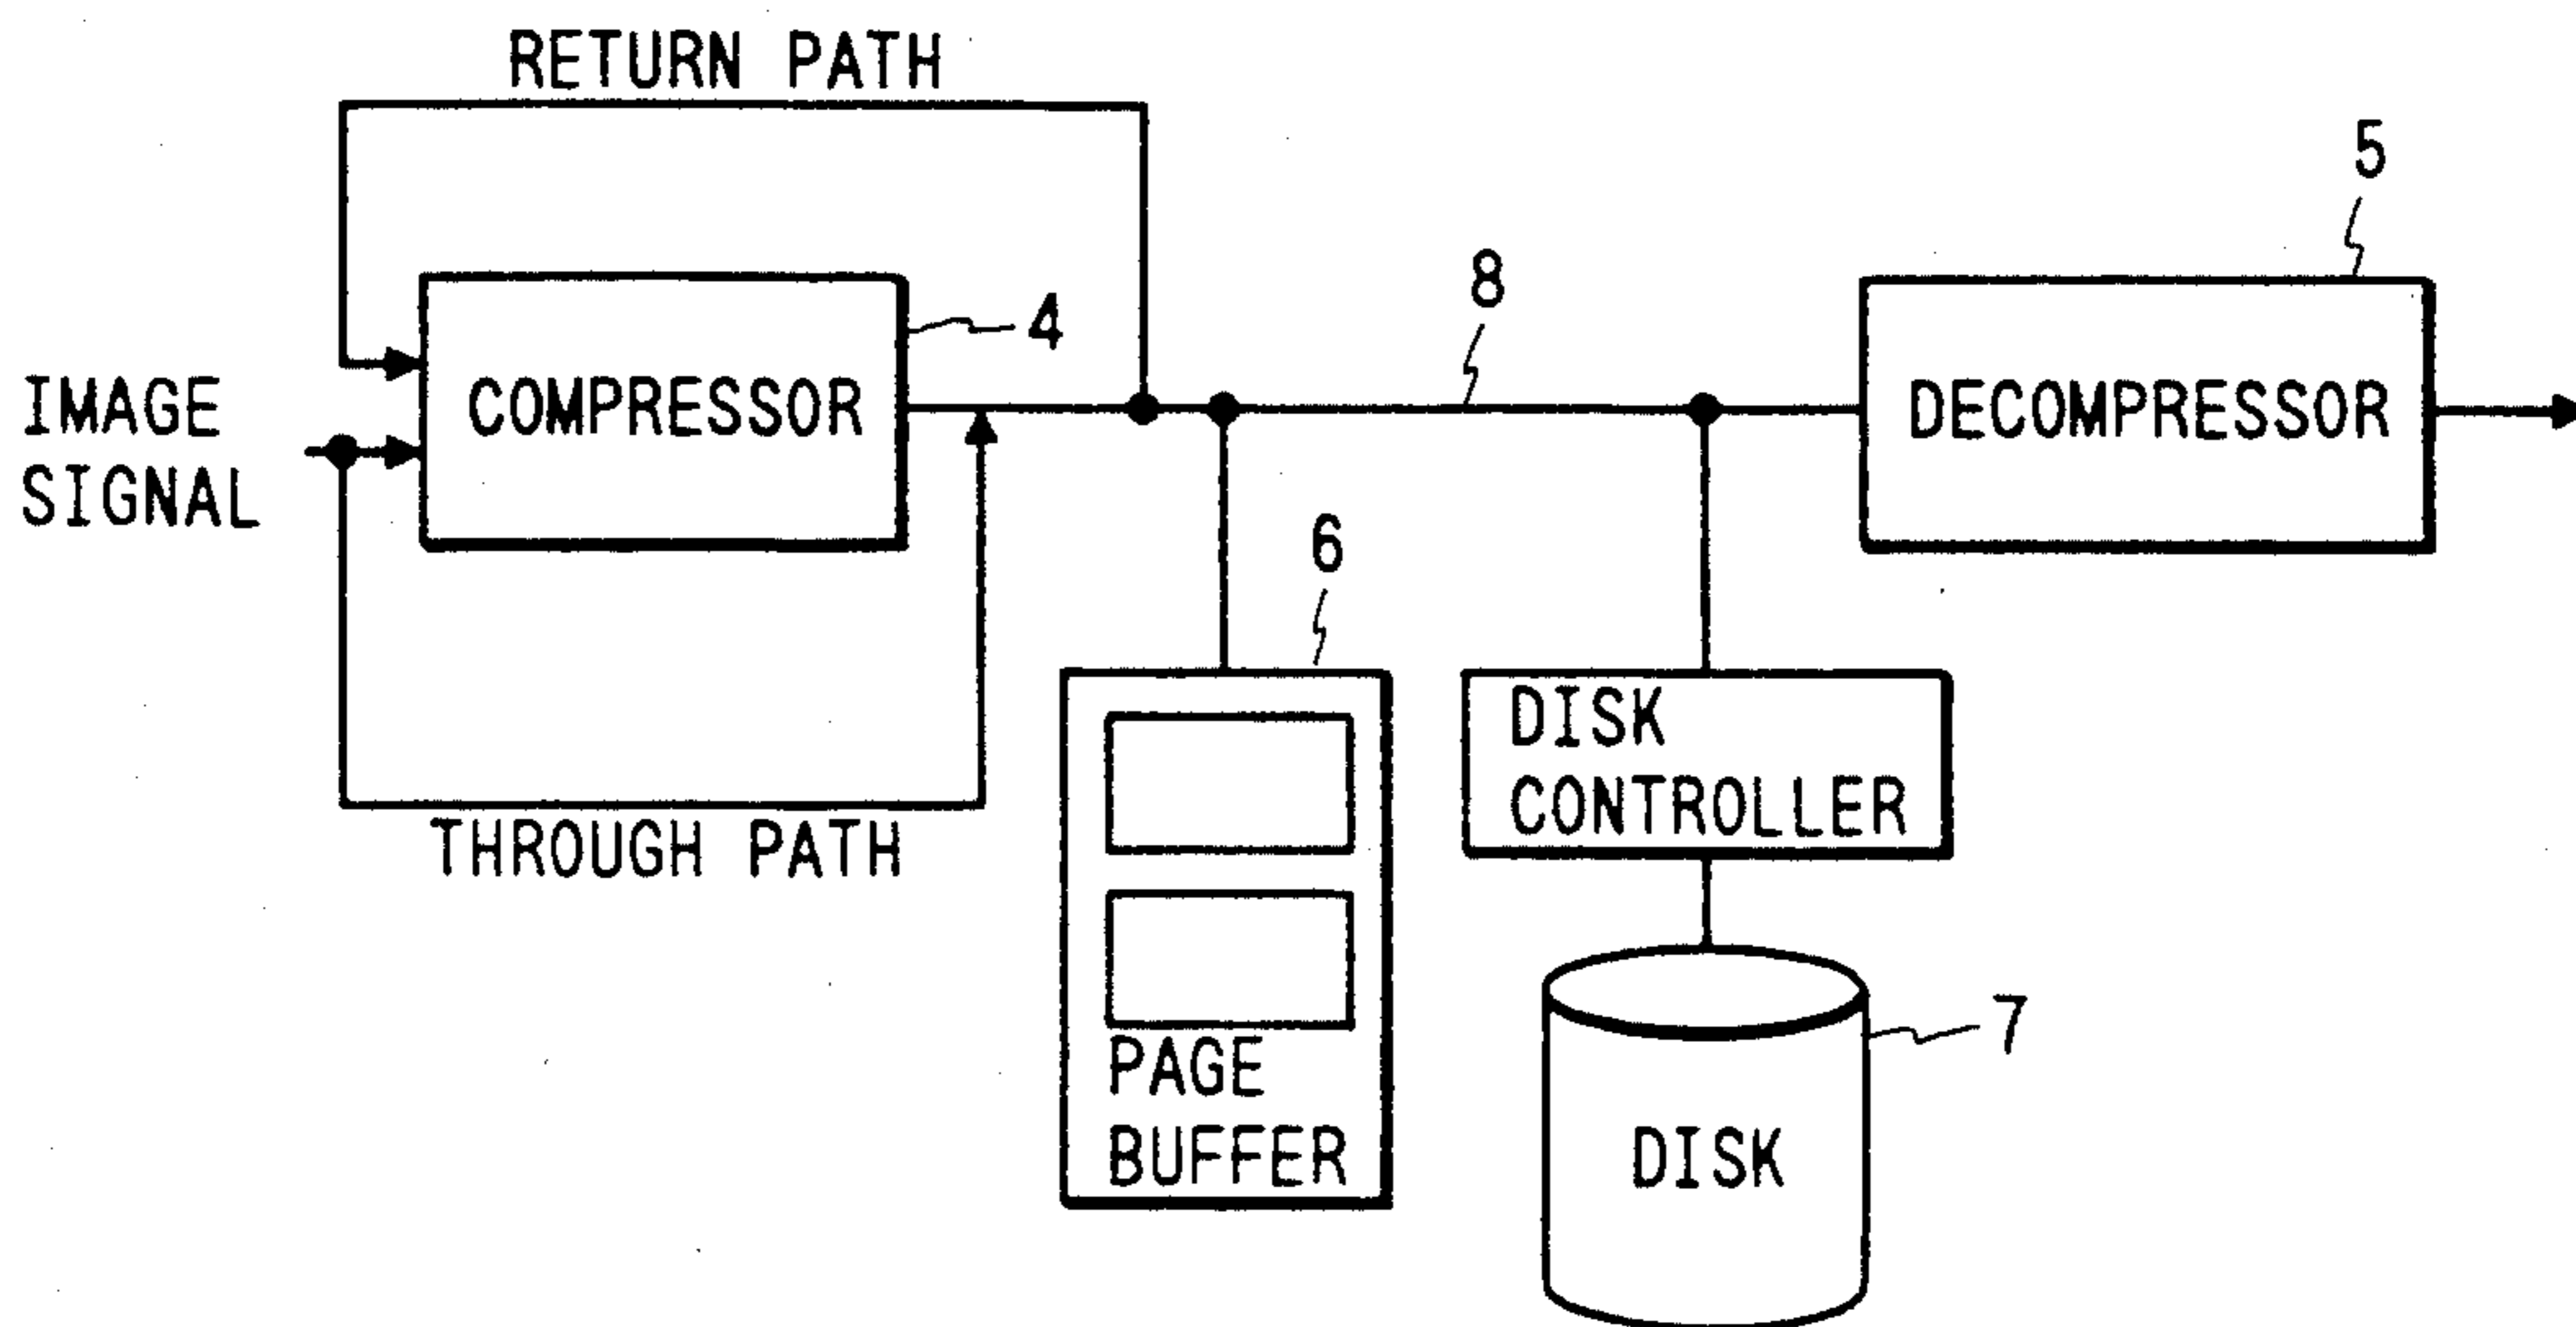 RETURN PATH
5
8
4
IMAGE
SIGNAL
COMPRESSOR
DECOMPRESSOR
6
THROUGH PATH
DISK
CONTROLLER
PAGE
BUFFER
7
DISK